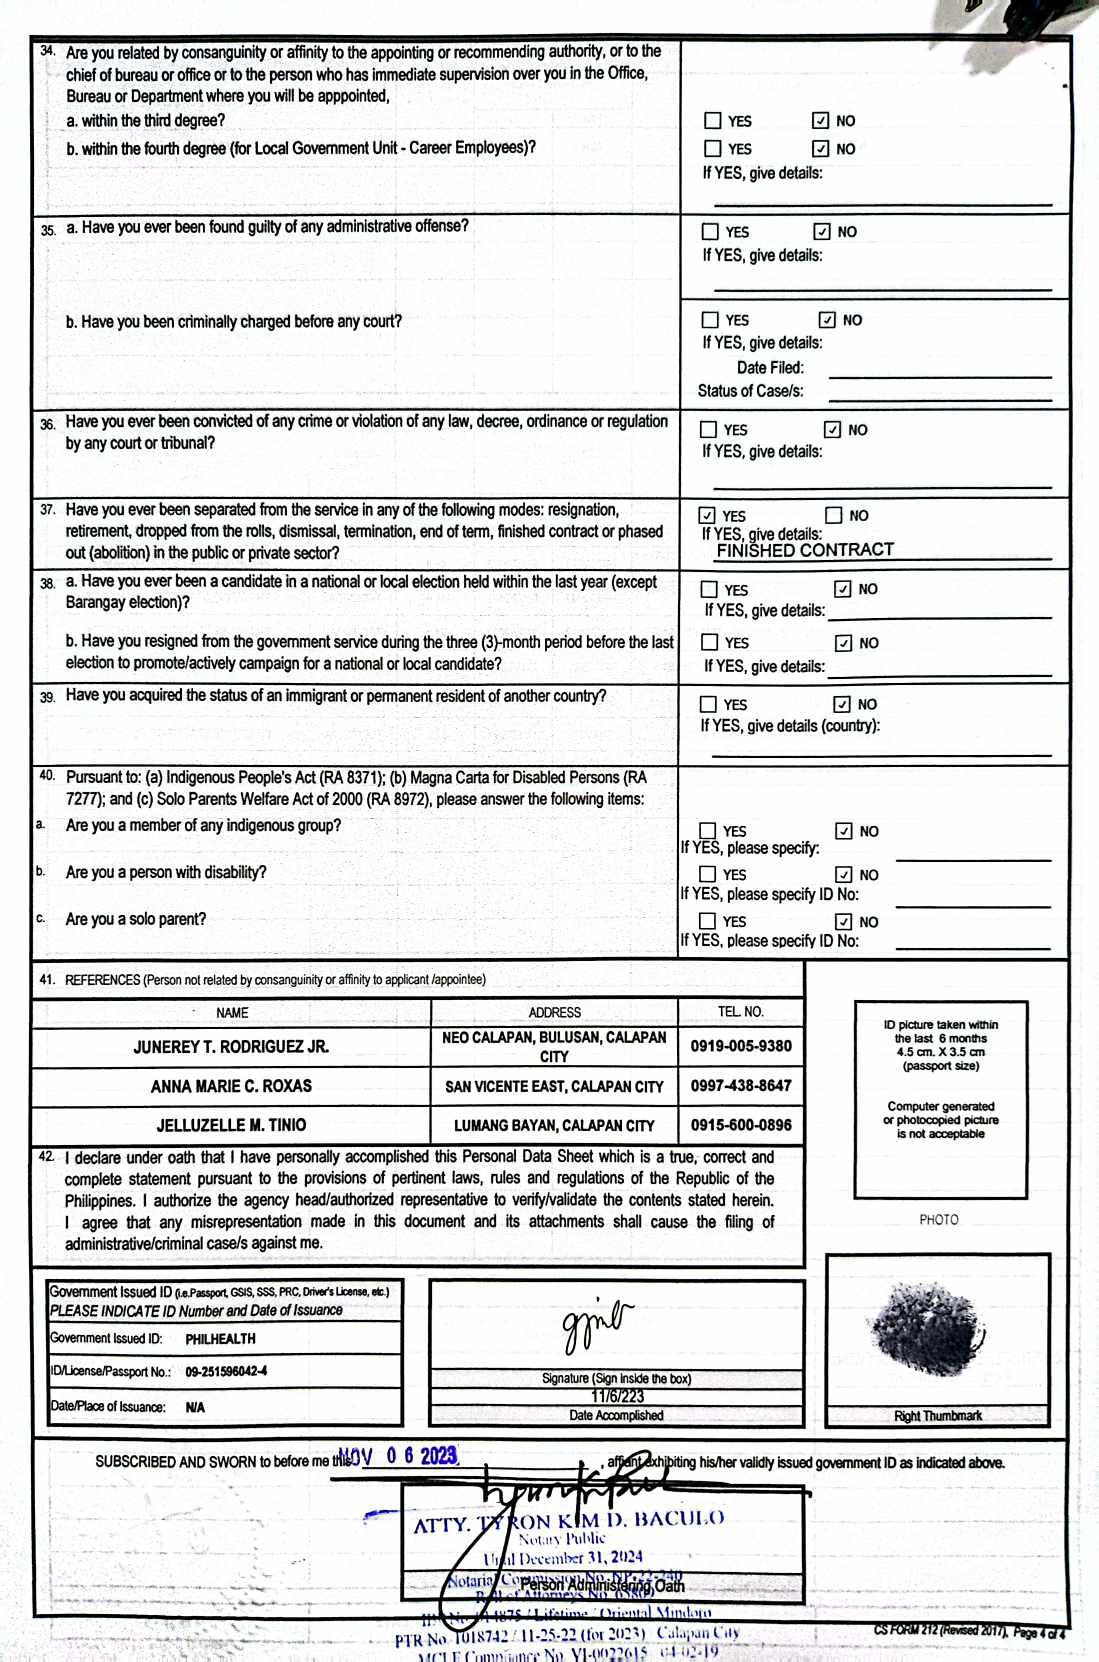 34. Are you related by consanguinity or affinity to the appointing or recommending authority, or to the
chief of bureau or office or to the person who has immediate supervision over you in the Office,
Bureau or Department where you will be apppointed,
a. within the third degree?
☐ YES ☑ NO
b. within the fourth degree (for Local Government Unit - Career Employees)?
☐ YES ☑ NO
If YES, give details:
35. a. Have you ever been found guilty of any administrative offense?
☐ YES ☑ NO
If YES, give details:
b. Have you been criminally charged before any court?
☐ YES ☑ NO
If YES, give details:
Date Filed:
Status of Case/s:
36. Have you ever been convicted of any crime or violation of any law, decree, ordinance or regulation
by any court or tribunal?
☐ YES ☑ NO
If YES, give details:
37. Have you ever been separated from the service in any of the following modes: resignation,
retirement, dropped from the rolls, dismissal, termination, end of term, finished contract or phased
out (abolition) in the public or private sector?
☑ YES ☐ NO
If YES, give details:
FINISHED CONTRACT
38. a. Have you ever been a candidate in a national or local election held within the last year (except
Barangay election)?
☐ YES ☑ NO
If YES, give details:
b. Have you resigned from the government service during the three (3)-month period before the last
election to promote/actively campaign for a national or local candidate?
☐ YES ☑ NO
If YES, give details:
39. Have you acquired the status of an immigrant or permanent resident of another country?
☐ YES ☑ NO
If YES, give details (country):
40. Pursuant to: (a) Indigenous People's Act (RA 8371); (b) Magna Carta for Disabled Persons (RA
7277); and (c) Solo Parents Welfare Act of 2000 (RA 8972), please answer the following items:
a. Are you a member of any indigenous group?
☐ YES ☑ NO
If YES, please specify:
b. Are you a person with disability?
☐ YES ☑ NO
If YES, please specify ID No:
c. Are you a solo parent?
☐ YES ☑ NO
If YES, please specify ID No:
41. REFERENCES (Person not related by consanguinity or affinity to applicant /appointee)
NAME ADDRESS TEL. NO.
JUNEREY T. RODRIGUEZ JR. NEO CALAPAN, BULUSAN, CALAPAN CITY 0919-005-9380
ANNA MARIE C. ROXAS SAN VICENTE EAST, CALAPAN CITY 0997-438-8647
JELLUZELLE M. TINIO LUMANG BAYAN, CALAPAN CITY 0915-600-0896
ID picture taken within
the last 6 months
4.5 cm. X 3.5 cm
(passport size)
Computer generated
or photocopied picture
is not acceptable
PHOTO
42. I declare under oath that I have personally accomplished this Personal Data Sheet which is a true, correct and
complete statement pursuant to the provisions of pertinent laws, rules and regulations of the Republic of the
Philippines. I authorize the agency head/authorized representative to verify/validate the contents stated herein.
I agree that any misrepresentation made in this document and its attachments shall cause the filing of
administrative/criminal case/s against me.
Government Issued ID (i.e.Passport, GSIS, SSS, PRC, Driver's License, etc.)
PLEASE INDICATE ID Number and Date of Issuance
Government Issued ID: PHILHEALTH
ID/License/Passport No.: 09-251596042-4
Date/Place of Issuance: N/A
Signature (Sign inside the box)
11/6/223
Date Accomplished
Right Thumbmark
SUBSCRIBED AND SWORN to before me this NOV 06 2023, affiant exhibiting his/her validly issued government ID as indicated above.
ATTY. TYRON KIM D. BACULO
Notary Public
Until December 31, 2024
Notarial Commission No. NP-22-240
Person Administering Oath
Roll of Attorneys No.
/ Lifetime / Oriental Mindoro
PTR No. 1018742 / 11-25-22 (for 2023) Calapan City
MCLE Compliance No. VI-0022615 04-02-19
CS FORM 212 (Revised 2017), Page 4 of 4